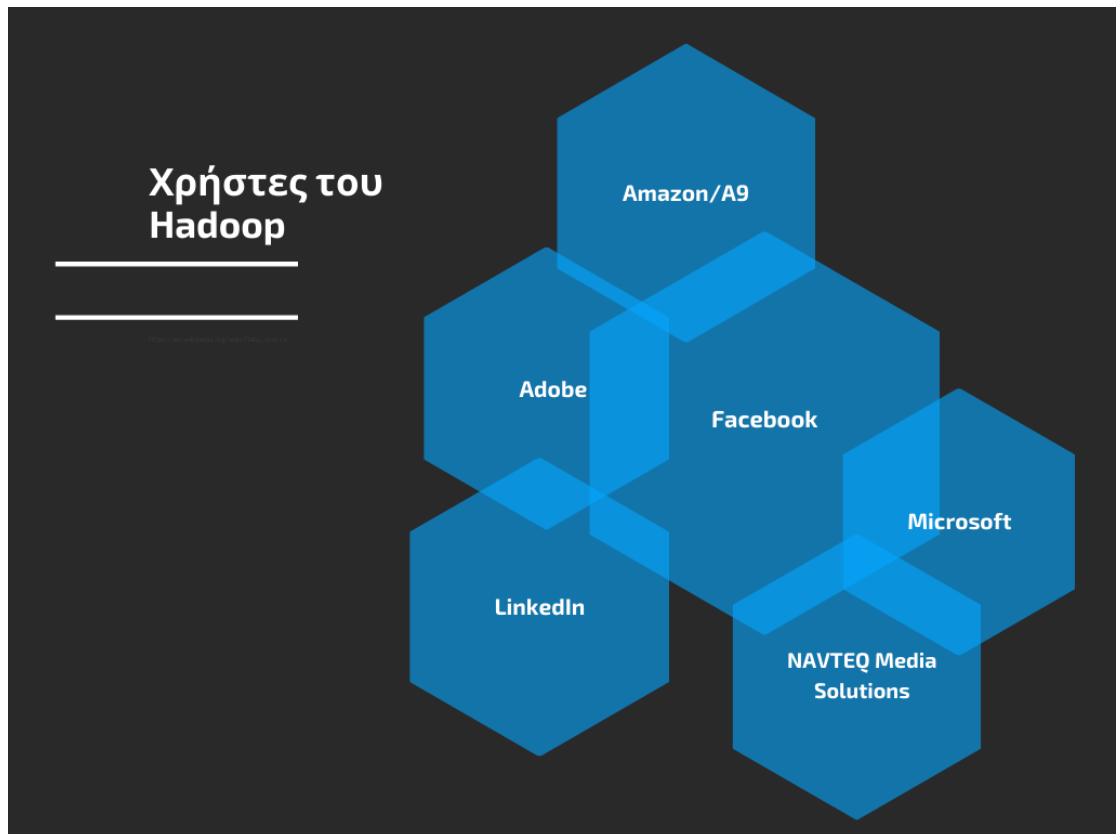 Χρήστες του
Hadoop
Amazon/A9
Adobe
Facebook
Microsoft
LinkedIn
NAVTEQ Media
Solutions